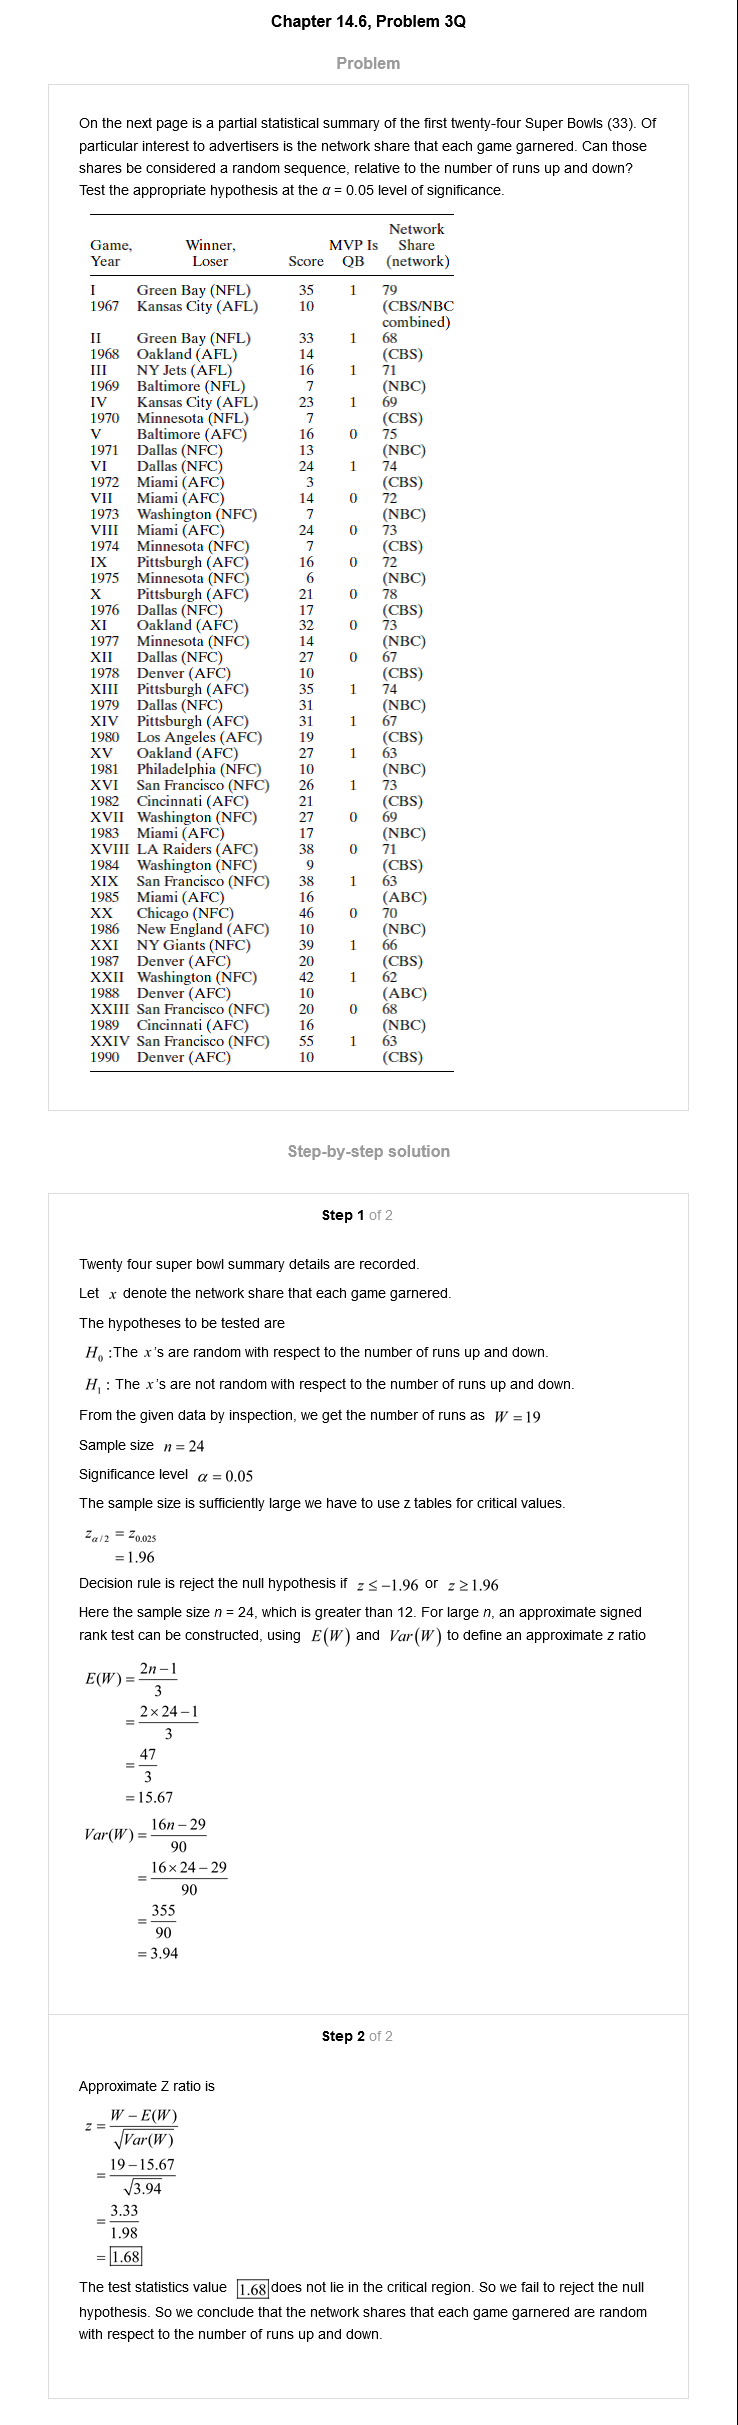 Chapter 14.6, Problem 3Q
Problem
On the next page is a partial statistical summary of the first twenty-four Super Bowls (33). Of
particular interest to advertisers is the network share that each game garnered. Can those
shares be considered a random sequence, relative to the number of runs up and down?
Test the appropriate hypothesis at the α = 0.05 level of significance.
Network
Game, Winner, MVP Is Share
Year Loser Score QB (network)
I Green Bay (NFL) 35 1 79
1967 Kansas City (AFL) 10 (CBS/NBC
combined)
II Green Bay (NFL) 33 1 68
1968 Oakland (AFL) 14 (CBS)
III NY Jets (AFL) 16 1 71
1969 Baltimore (NFL) 7 (NBC)
IV Kansas City (AFL) 23 1 69
1970 Minnesota (NFL) 7 (CBS)
V Baltimore (AFC) 16 0 75
1971 Dallas (NFC) 13 (NBC)
VI Dallas (NFC) 24 1 74
1972 Miami (AFC) 3 (CBS)
VII Miami (AFC) 14 0 72
1973 Washington (NFC) 7 (NBC)
VIII Miami (AFC) 24 0 73
1974 Minnesota (NFC) 7 (CBS)
IX Pittsburgh (AFC) 16 0 72
1975 Minnesota (NFC) 6 (NBC)
X Pittsburgh (AFC) 21 0 78
1976 Dallas (NFC) 17 (CBS)
XI Oakland (AFC) 32 0 73
1977 Minnesota (NFC) 14 (NBC)
XII Dallas (NFC) 27 0 67
1978 Denver (AFC) 10 (CBS)
XIII Pittsburgh (AFC) 35 1 74
1979 Dallas (NFC) 31 (NBC)
XIV Pittsburgh (AFC) 31 1 67
1980 Los Angeles (AFC) 19 (CBS)
XV Oakland (AFC) 27 1 63
1981 Philadelphia (NFC) 10 (NBC)
XVI San Francisco (NFC) 26 1 73
1982 Cincinnati (AFC) 21 (CBS)
XVII Washington (NFC) 27 0 69
1983 Miami (AFC) 17 (NBC)
XVIII LA Raiders (AFC) 38 0 71
1984 Washington (NFC) 9 (CBS)
XIX San Francisco (NFC) 38 1 63
1985 Miami (AFC) 16 (ABC)
XX Chicago (NFC) 46 0 70
1986 New England (AFC) 10 (NBC)
XXI NY Giants (NFC) 39 1 66
1987 Denver (AFC) 20 (CBS)
XXII Washington (NFC) 42 1 62
1988 Denver (AFC) 10 (ABC)
XXIII San Francisco (NFC) 20 0 68
1989 Cincinnati (AFC) 16 (NBC)
XXIV San Francisco (NFC) 55 1 63
1990 Denver (AFC) 10 (CBS)
Step-by-step solution
Step 1 of 2
Twenty four super bowl summary details are recorded.
Let x denote the network share that each game garnered.
The hypotheses to be tested are
H₀ :The x's are random with respect to the number of runs up and down.
H₁ : The x's are not random with respect to the number of runs up and down.
From the given data by inspection, we get the number of runs as W = 19
Sample size n = 24
Significance level α = 0.05
The sample size is sufficiently large we have to use z tables for critical values.
z_{α/2} = z_{0.025}
= 1.96
Decision rule is reject the null hypothesis if z ≤ −1.96 or z ≥ 1.96
Here the sample size n = 24, which is greater than 12. For large n, an approximate signed
rank test can be constructed, using E(W) and Var(W) to define an approximate z ratio
E(W) = (2n − 1)/3
= (2 × 24 − 1)/3
= 47/3
= 15.67
Var(W) = (16n − 29)/90
= (16 × 24 − 29)/90
= 355/90
= 3.94
Step 2 of 2
Approximate Z ratio is
z = (W − E(W))/√Var(W)
= (19 − 15.67)/√3.94
= 3.33/1.98
= 1.68
The test statistics value 1.68 does not lie in the critical region. So we fail to reject the null
hypothesis. So we conclude that the network shares that each game garnered are random
with respect to the number of runs up and down.